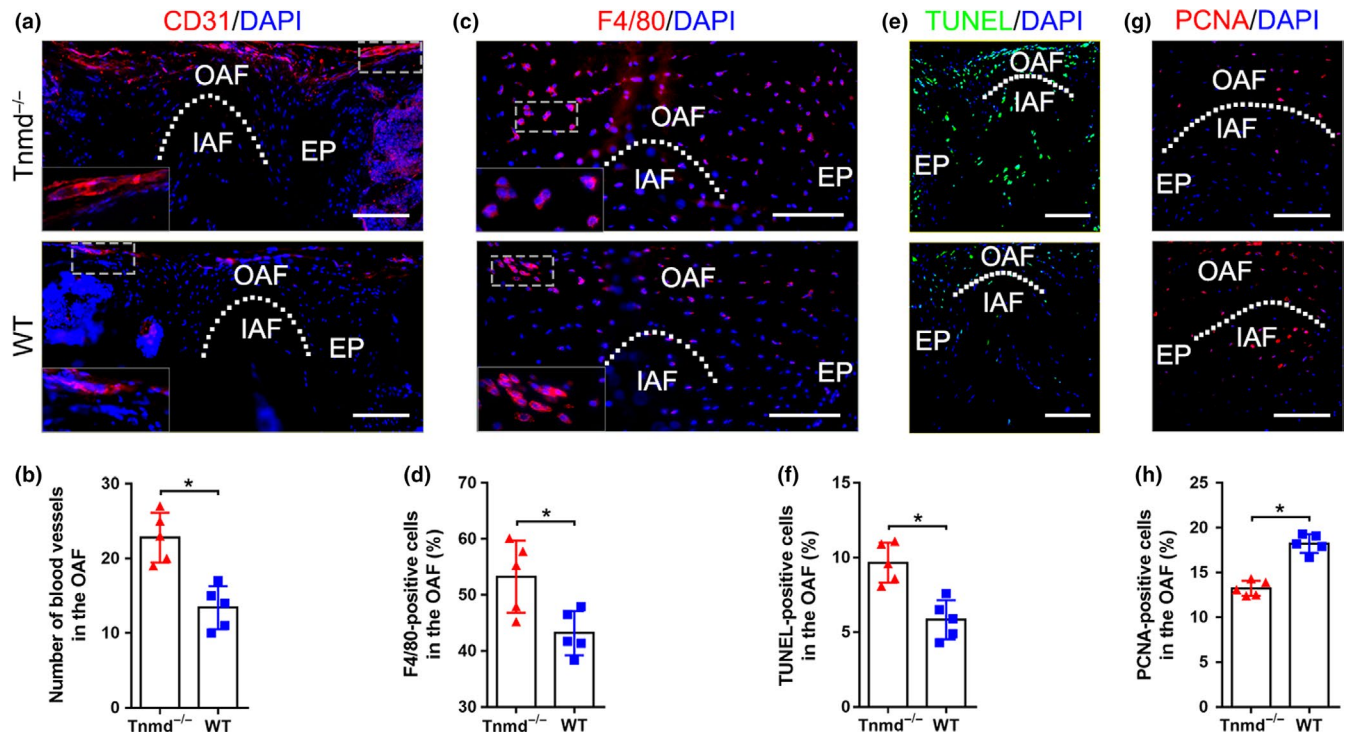 (a) CD31/DAPI
(c) F4/80/DAPI
(e) TUNEL/DAPI
(g) PCNA/DAPI
Tnmd–/–
OAF
IAF
EP
OAF
IAF
EP
OAF
IAF
EP
OAF
IAF
EP
WT
OAF
IAF
EP
OAF
IAF
EP
OAF
IAF
EP
OAF
IAF
EP
(b)
Number of blood vessels
in the OAF
30
20
10
0
*
Tnmd–/– WT
(d)
F4/80-positive cells
in the OAF (%)
70
60
50
40
30
*
Tnmd–/– WT
(f)
TUNEL-positive cells
in the OAF (%)
15
10
5
0
*
Tnmd–/– WT
(h)
PCNA-positive cells
in the OAF (%)
25
20
15
10
5
0
*
Tnmd–/– WT